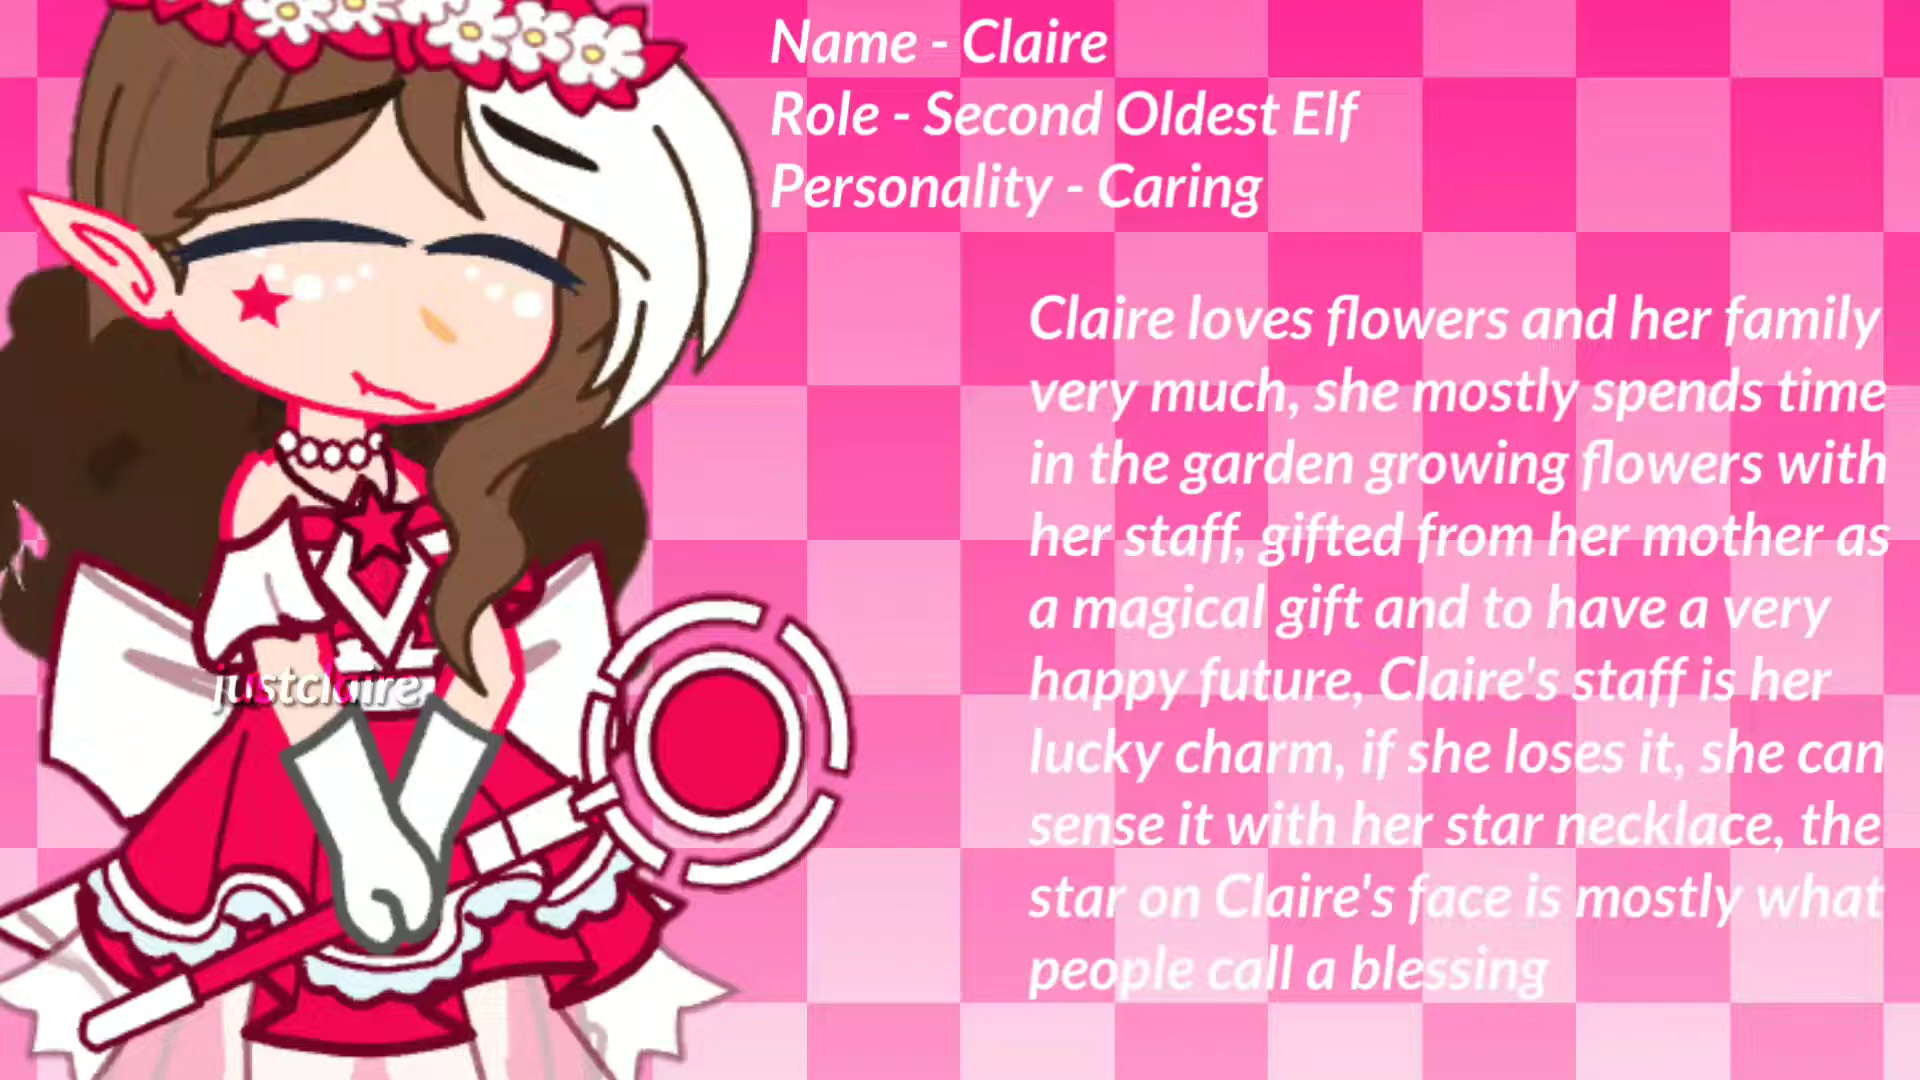 Name - Claire
Role - Second Oldest Elf
Personality - Caring
Claire loves flowers and her family
very much, she mostly spends time
in the garden growing flowers with
her staff, gifted from her mother as
a magical gift and to have a very
happy future, Claire's staff is her
lucky charm, if she loses it, she can
sense it with her star necklace, the
star on Claire's face is mostly what
people call a blessing
justclaire